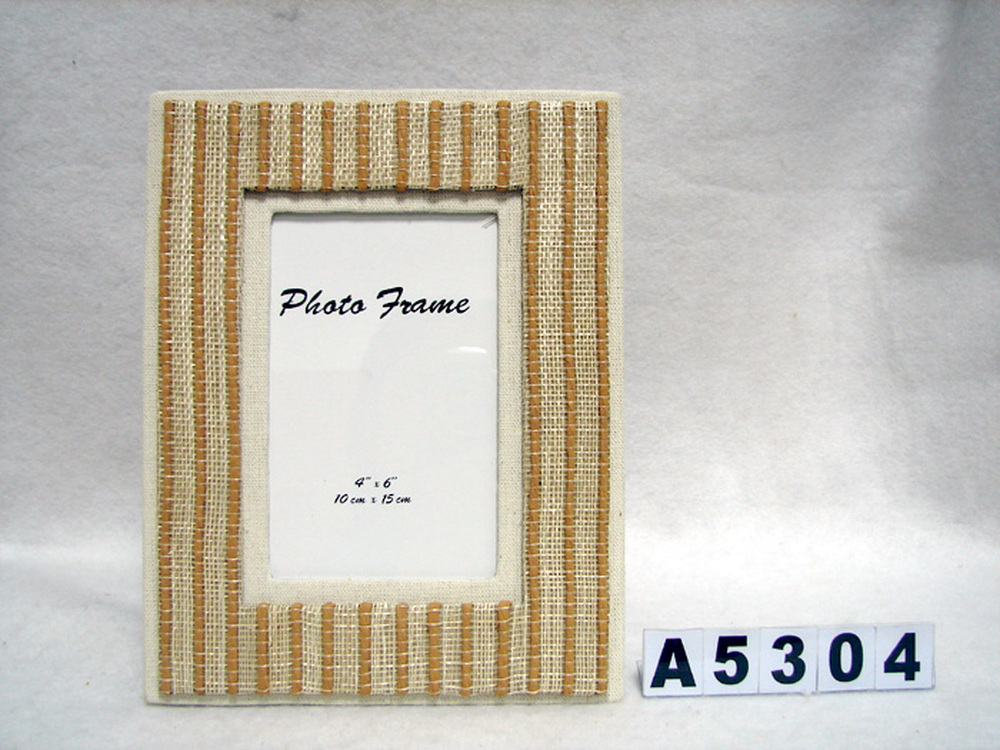 Photo Frame
4" x 6"
10 cm x 15 cm
A5304